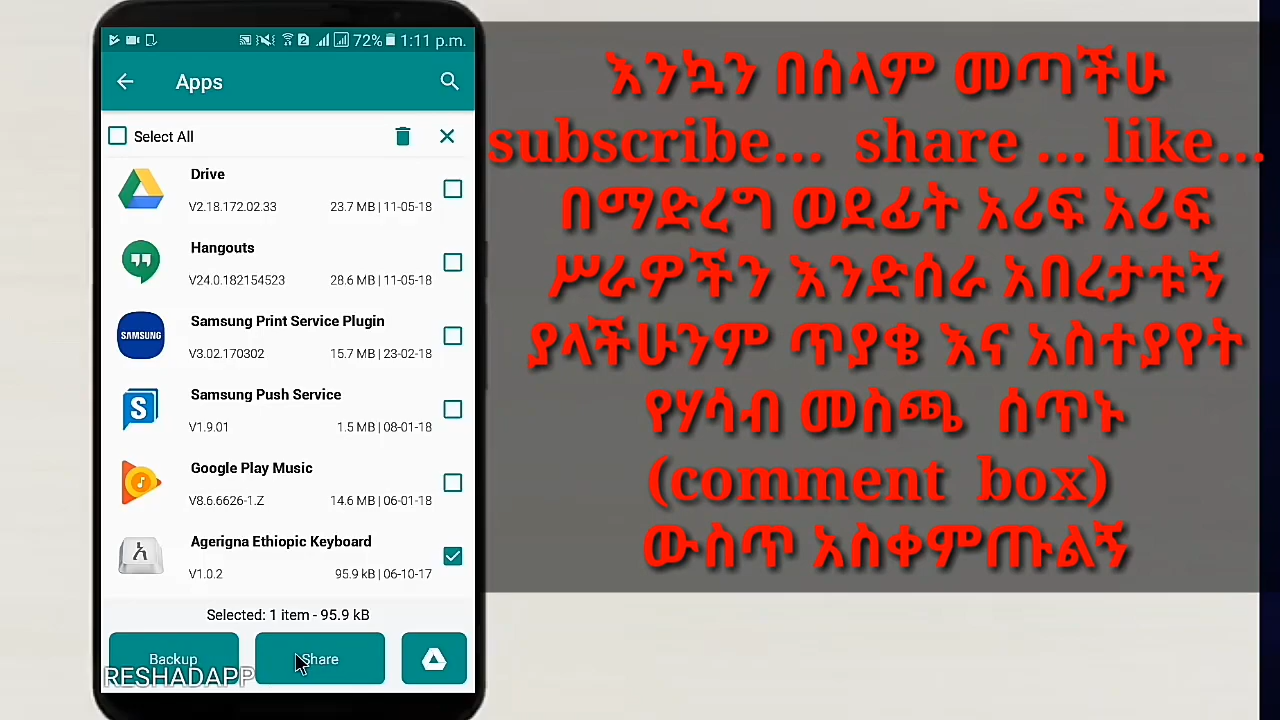 72% 1:11 p.m.
Apps
Select All
Drive
V2.18.172.02.33 23.7 MB | 11-05-18
Hangouts
V24.0.182154523 28.6 MB | 11-05-18
Samsung Print Service Plugin
SAMSUNG
V3.02.170302 15.7 MB | 23-02-18
Samsung Push Service
S
V1.9.01 1.5 MB | 08-01-18
Google Play Music
V8.6.6626-1.Z 14.6 MB | 06-01-18
Agerigna Ethiopic Keyboard
አ
V1.0.2 95.9 kB | 06-10-17
Selected: 1 item - 95.9 kB
Backup Share
RESHADAPP
እንኳን በሰላም መጣችሁ
subscribe... share ... like...
በማድረግ ወደፊት አሪፍ አሪፍ
ሥራዎችን እንድሰራ አበረታቱኝ
ያላችሁንም ጥያቄ እና አስተያየት
የሃሳብ መስጫ ሰጥኑ
(comment box)
ውስጥ አስቀምጡልኝ